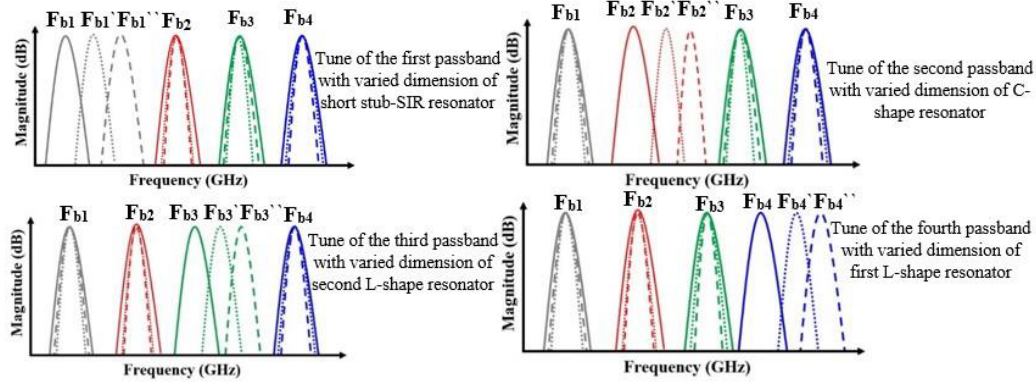 Fb1 Fb1` Fb1`` Fb2 Fb3 Fb4
Magnitude (dB)
Tune of the first passband
with varied dimension of
short stub-SIR resonator
Frequency (GHz)
Fb1 Fb2 Fb2` Fb2`` Fb3 Fb4
Magnitude (dB)
Tune of the second passband
with varied dimension of C-
shape resonator
Frequency (GHz)
Fb1 Fb2 Fb3 Fb3` Fb3`` Fb4
Magnitude (dB)
Tune of the third passband
with varied dimension of
second L-shape resonator
Frequency (GHz)
Fb1 Fb2 Fb3 Fb4 Fb4` Fb4``
Magnitude (dB)
Tune of the fourth passband
with varied dimension of
first L-shape resonator
Frequency (GHz)